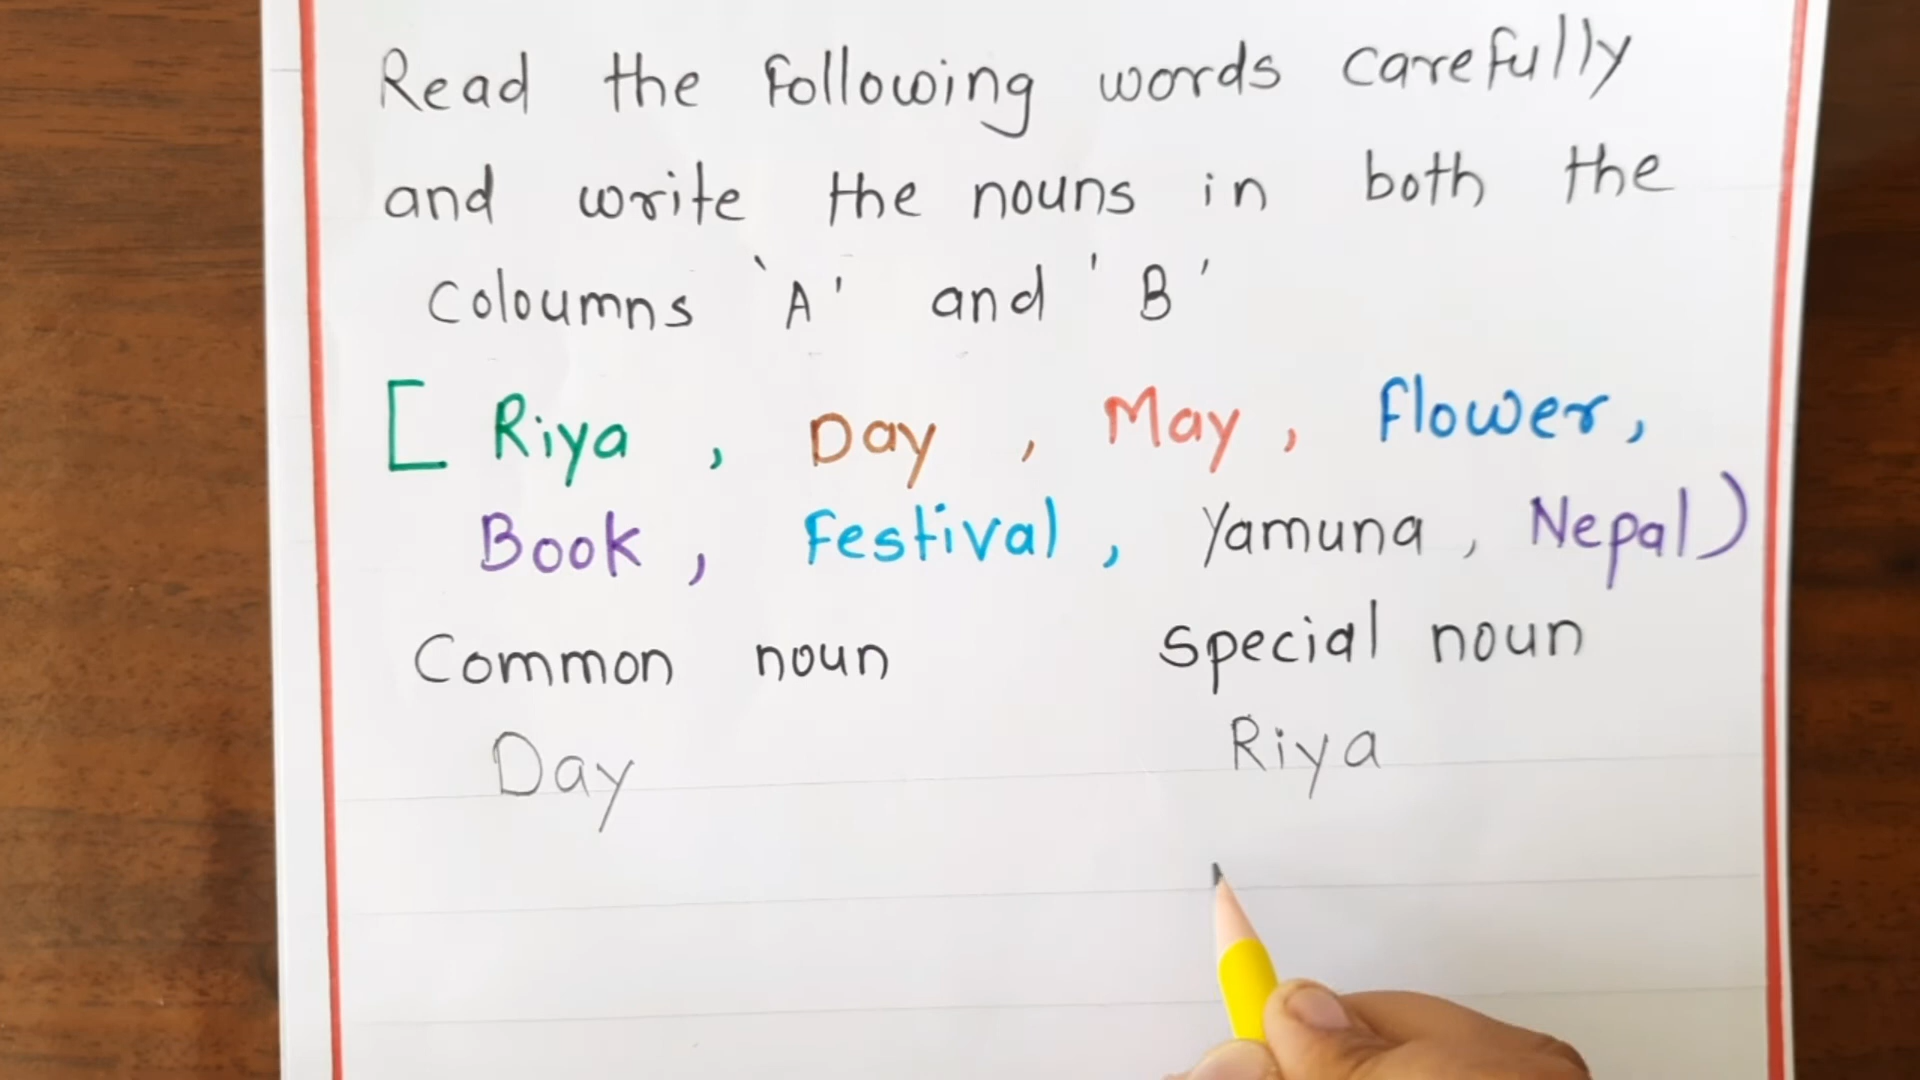 Read the following words carefully
and write the nouns in both the
Coloumns 'A' and 'B'
[ Riya , Day , May , Flower,
Book , Festival , Yamuna , Nepal)
Common noun Special noun
Day Riya